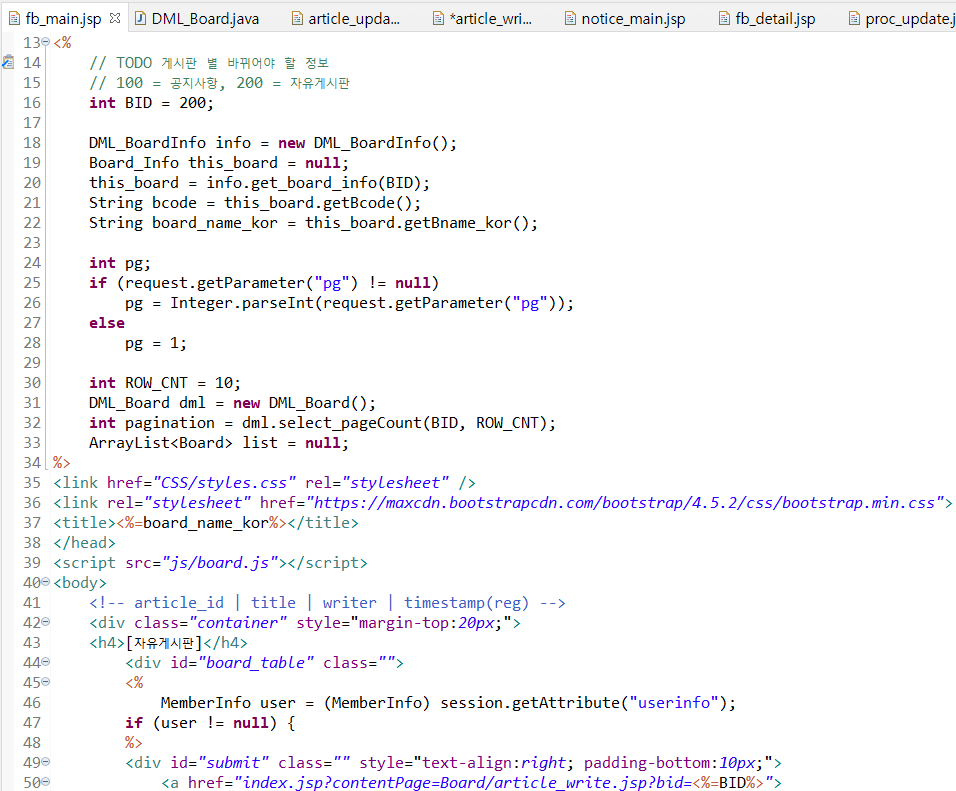 fb_main.jsp DML_Board.java article_upda... *article_wri... notice_main.jsp fb_detail.jsp proc_update.j
13 <%
14 // TODO 게시판 별 바뀌어야 할 정보
15 // 100 = 공지사항, 200 = 자유게시판
16 int BID = 200;
17
18 DML_BoardInfo info = new DML_BoardInfo();
19 Board_Info this_board = null;
20 this_board = info.get_board_info(BID);
21 String bcode = this_board.getBcode();
22 String board_name_kor = this_board.getBname_kor();
23
24 int pg;
25 if (request.getParameter("pg") != null)
26 pg = Integer.parseInt(request.getParameter("pg"));
27 else
28 pg = 1;
29
30 int ROW_CNT = 10;
31 DML_Board dml = new DML_Board();
32 int pagination = dml.select_pageCount(BID, ROW_CNT);
33 ArrayList<Board> list = null;
34 %>
35 <link href="CSS/styles.css" rel="stylesheet" />
36 <link rel="stylesheet" href="https://maxcdn.bootstrapcdn.com/bootstrap/4.5.2/css/bootstrap.min.css">
37 <title><%=board_name_kor%></title>
38 </head>
39 <script src="js/board.js"></script>
40 <body>
41 <!-- article_id | title | writer | timestamp(reg) -->
42 <div class="container" style="margin-top:20px;">
43 <h4>[자유게시판]</h4>
44 <div id="board_table" class="">
45 <%
46 MemberInfo user = (MemberInfo) session.getAttribute("userinfo");
47 if (user != null) {
48 %>
49 <div id="submit" class="" style="text-align:right; padding-bottom:10px;">
50 <a href="index.jsp?contentPage=Board/article_write.jsp?bid=<%=BID%>">